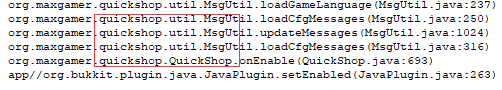 org.maxgamer.quickshop.util.MsgUtil.loadGameLanguage(MsgUtil.java:237)
org.maxgamer.quickshop.util.MsgUtil.loadCfgMessages(MsgUtil.java:250)
org.maxgamer.quickshop.util.MsgUtil.updateMessages(MsgUtil.java:1024)
org.maxgamer.quickshop.util.MsgUtil.loadCfgMessages(MsgUtil.java:316)
org.maxgamer.quickshop.QuickShop.onEnable(QuickShop.java:693)
app//org.bukkit.plugin.java.JavaPlugin.setEnabled(JavaPlugin.java:263)